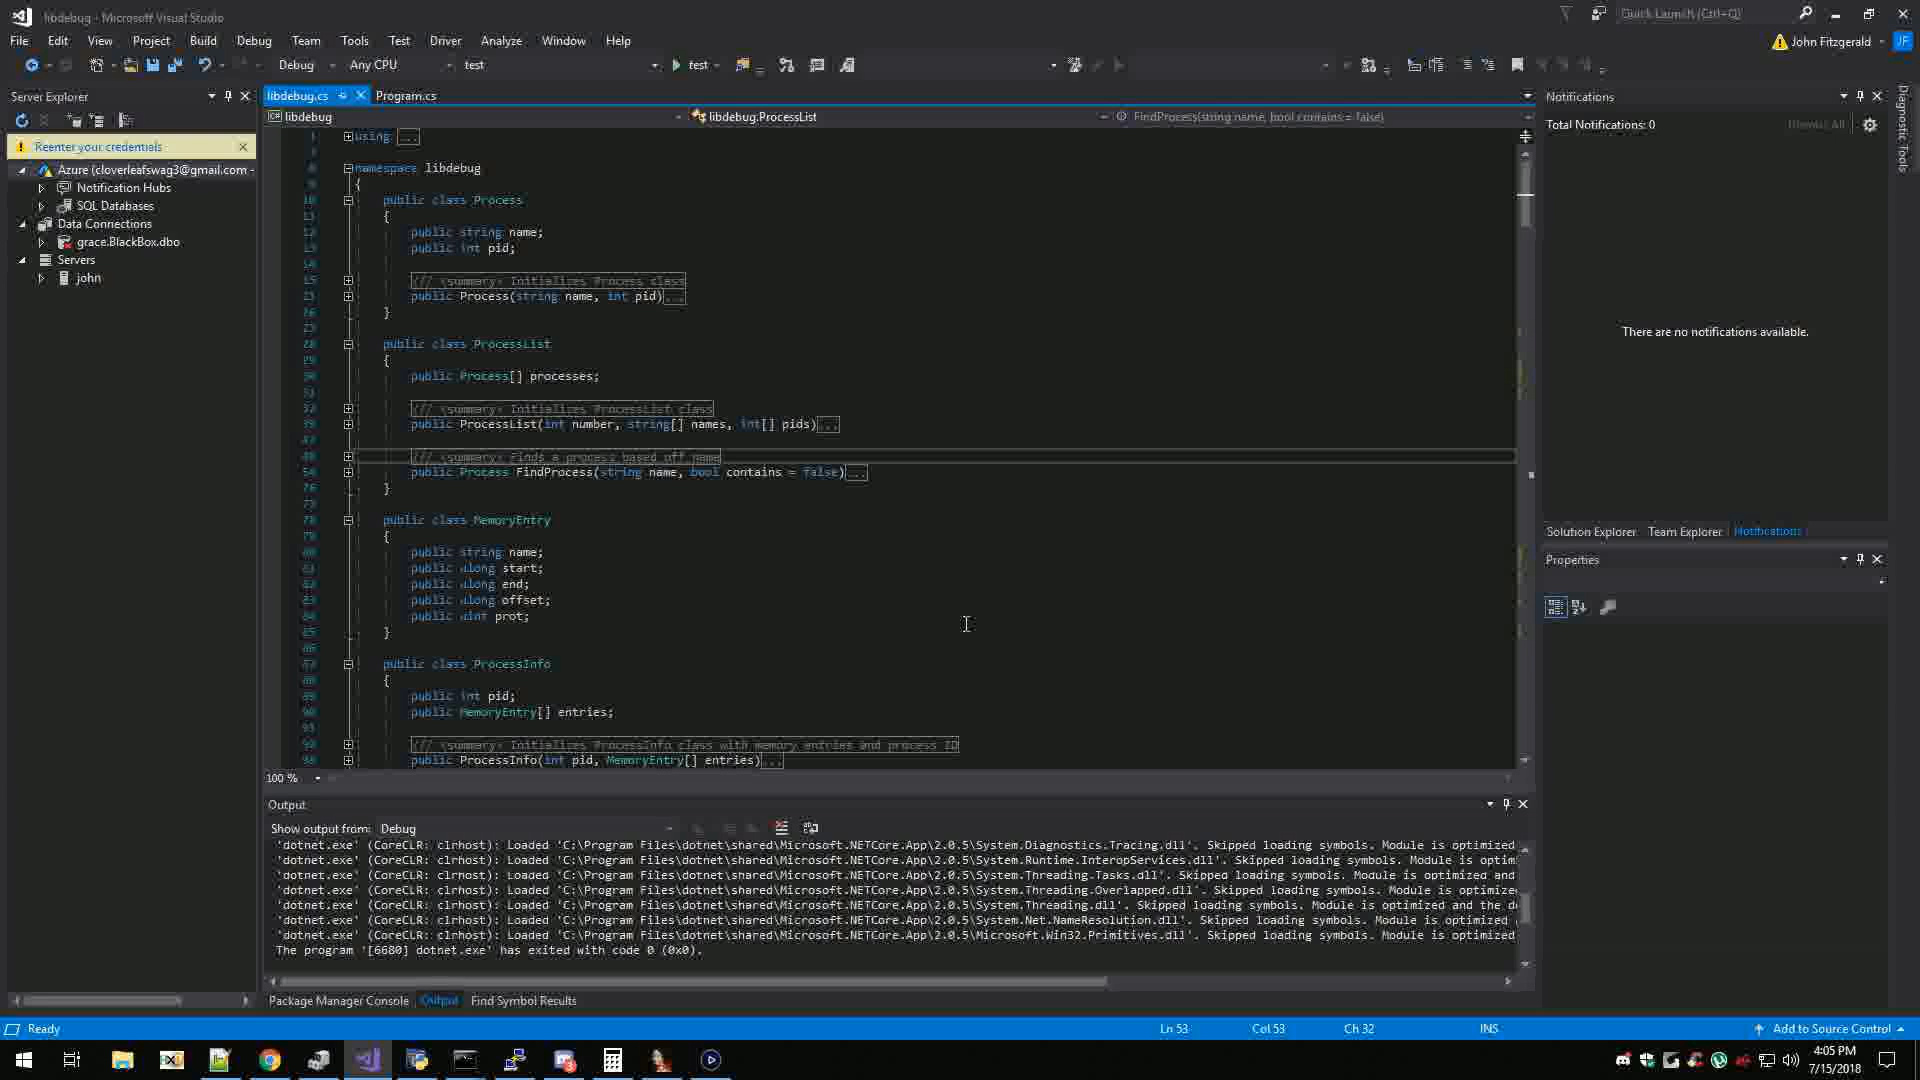 libdebug - Microsoft Visual Studio
Quick Launch (Ctrl+Q)
File Edit View Project Build Debug Team Tools Test Driver Analyze Window Help
John Fitzgerald JF
Debug Any CPU test test
Server Explorer
Reenter your credentials
Azure (cloverleafswag3@gmail.com -
Notification Hubs
SQL Databases
Data Connections
grace.BlackBox.dbo
Servers
john
libdebug.cs Program.cs
libdebug libdebug.ProcessList FindProcess(string name, bool contains = false)
using ...
namespace libdebug
{
public class Process
{
public string name;
public int pid;
/// <summary> Initializes Process class
public Process(string name, int pid)...
}
public class ProcessList
{
public Process[] processes;
/// <summary> Initializes ProcessList class
public ProcessList(int number, string[] names, int[] pids)...
/// <summary> Finds a process based off name
public Process FindProcess(string name, bool contains = false)...
}
public class MemoryEntry
{
public string name;
public ulong start;
public ulong end;
public ulong offset;
public uint prot;
}
public class ProcessInfo
{
public int pid;
public MemoryEntry[] entries;
/// <summary> Initializes ProcessInfo class with memory entries and process ID
public ProcessInfo(int pid, MemoryEntry[] entries)...
100 %
Output
Show output from: Debug
'dotnet.exe' (CoreCLR: clrhost): Loaded 'C:\Program Files\dotnet\shared\Microsoft.NETCore.App\2.0.5\System.Diagnostics.Tracing.dll'. Skipped loading symbols. Module is optimized
'dotnet.exe' (CoreCLR: clrhost): Loaded 'C:\Program Files\dotnet\shared\Microsoft.NETCore.App\2.0.5\System.Runtime.InteropServices.dll'. Skipped loading symbols. Module is optim
'dotnet.exe' (CoreCLR: clrhost): Loaded 'C:\Program Files\dotnet\shared\Microsoft.NETCore.App\2.0.5\System.Threading.Tasks.dll'. Skipped loading symbols. Module is optimized and
'dotnet.exe' (CoreCLR: clrhost): Loaded 'C:\Program Files\dotnet\shared\Microsoft.NETCore.App\2.0.5\System.Threading.Overlapped.dll'. Skipped loading symbols. Module is optimize
'dotnet.exe' (CoreCLR: clrhost): Loaded 'C:\Program Files\dotnet\shared\Microsoft.NETCore.App\2.0.5\System.Threading.dll'. Skipped loading symbols. Module is optimized and the d
'dotnet.exe' (CoreCLR: clrhost): Loaded 'C:\Program Files\dotnet\shared\Microsoft.NETCore.App\2.0.5\System.Net.NameResolution.dll'. Skipped loading symbols. Module is optimized
'dotnet.exe' (CoreCLR: clrhost): Loaded 'C:\Program Files\dotnet\shared\Microsoft.NETCore.App\2.0.5\Microsoft.Win32.Primitives.dll'. Skipped loading symbols. Module is optimized
The program '[6680] dotnet.exe' has exited with code 0 (0x0).
Package Manager Console Output Find Symbol Results
Notifications
Total Notifications: 0 Dismiss All
There are no notifications available.
Solution Explorer Team Explorer Notifications
Properties
Diagnostic Tools
Ready Ln 53 Col 53 Ch 32 INS Add to Source Control
4:05 PM
7/15/2018